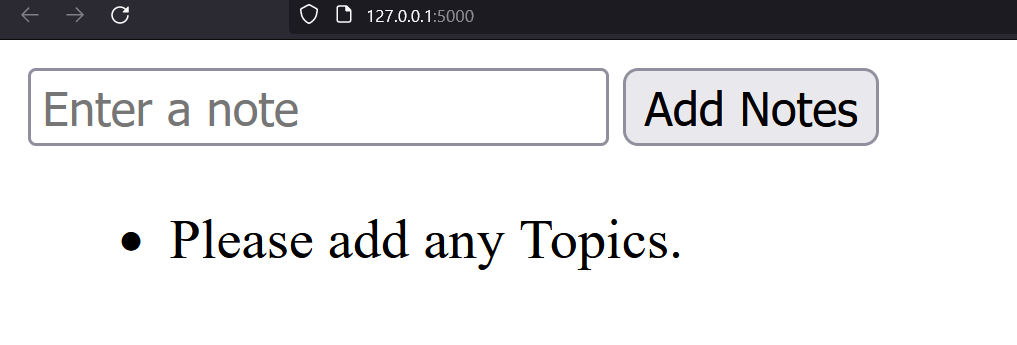 127.0.0.1:5000
Enter a note Add Notes
Please add any Topics.